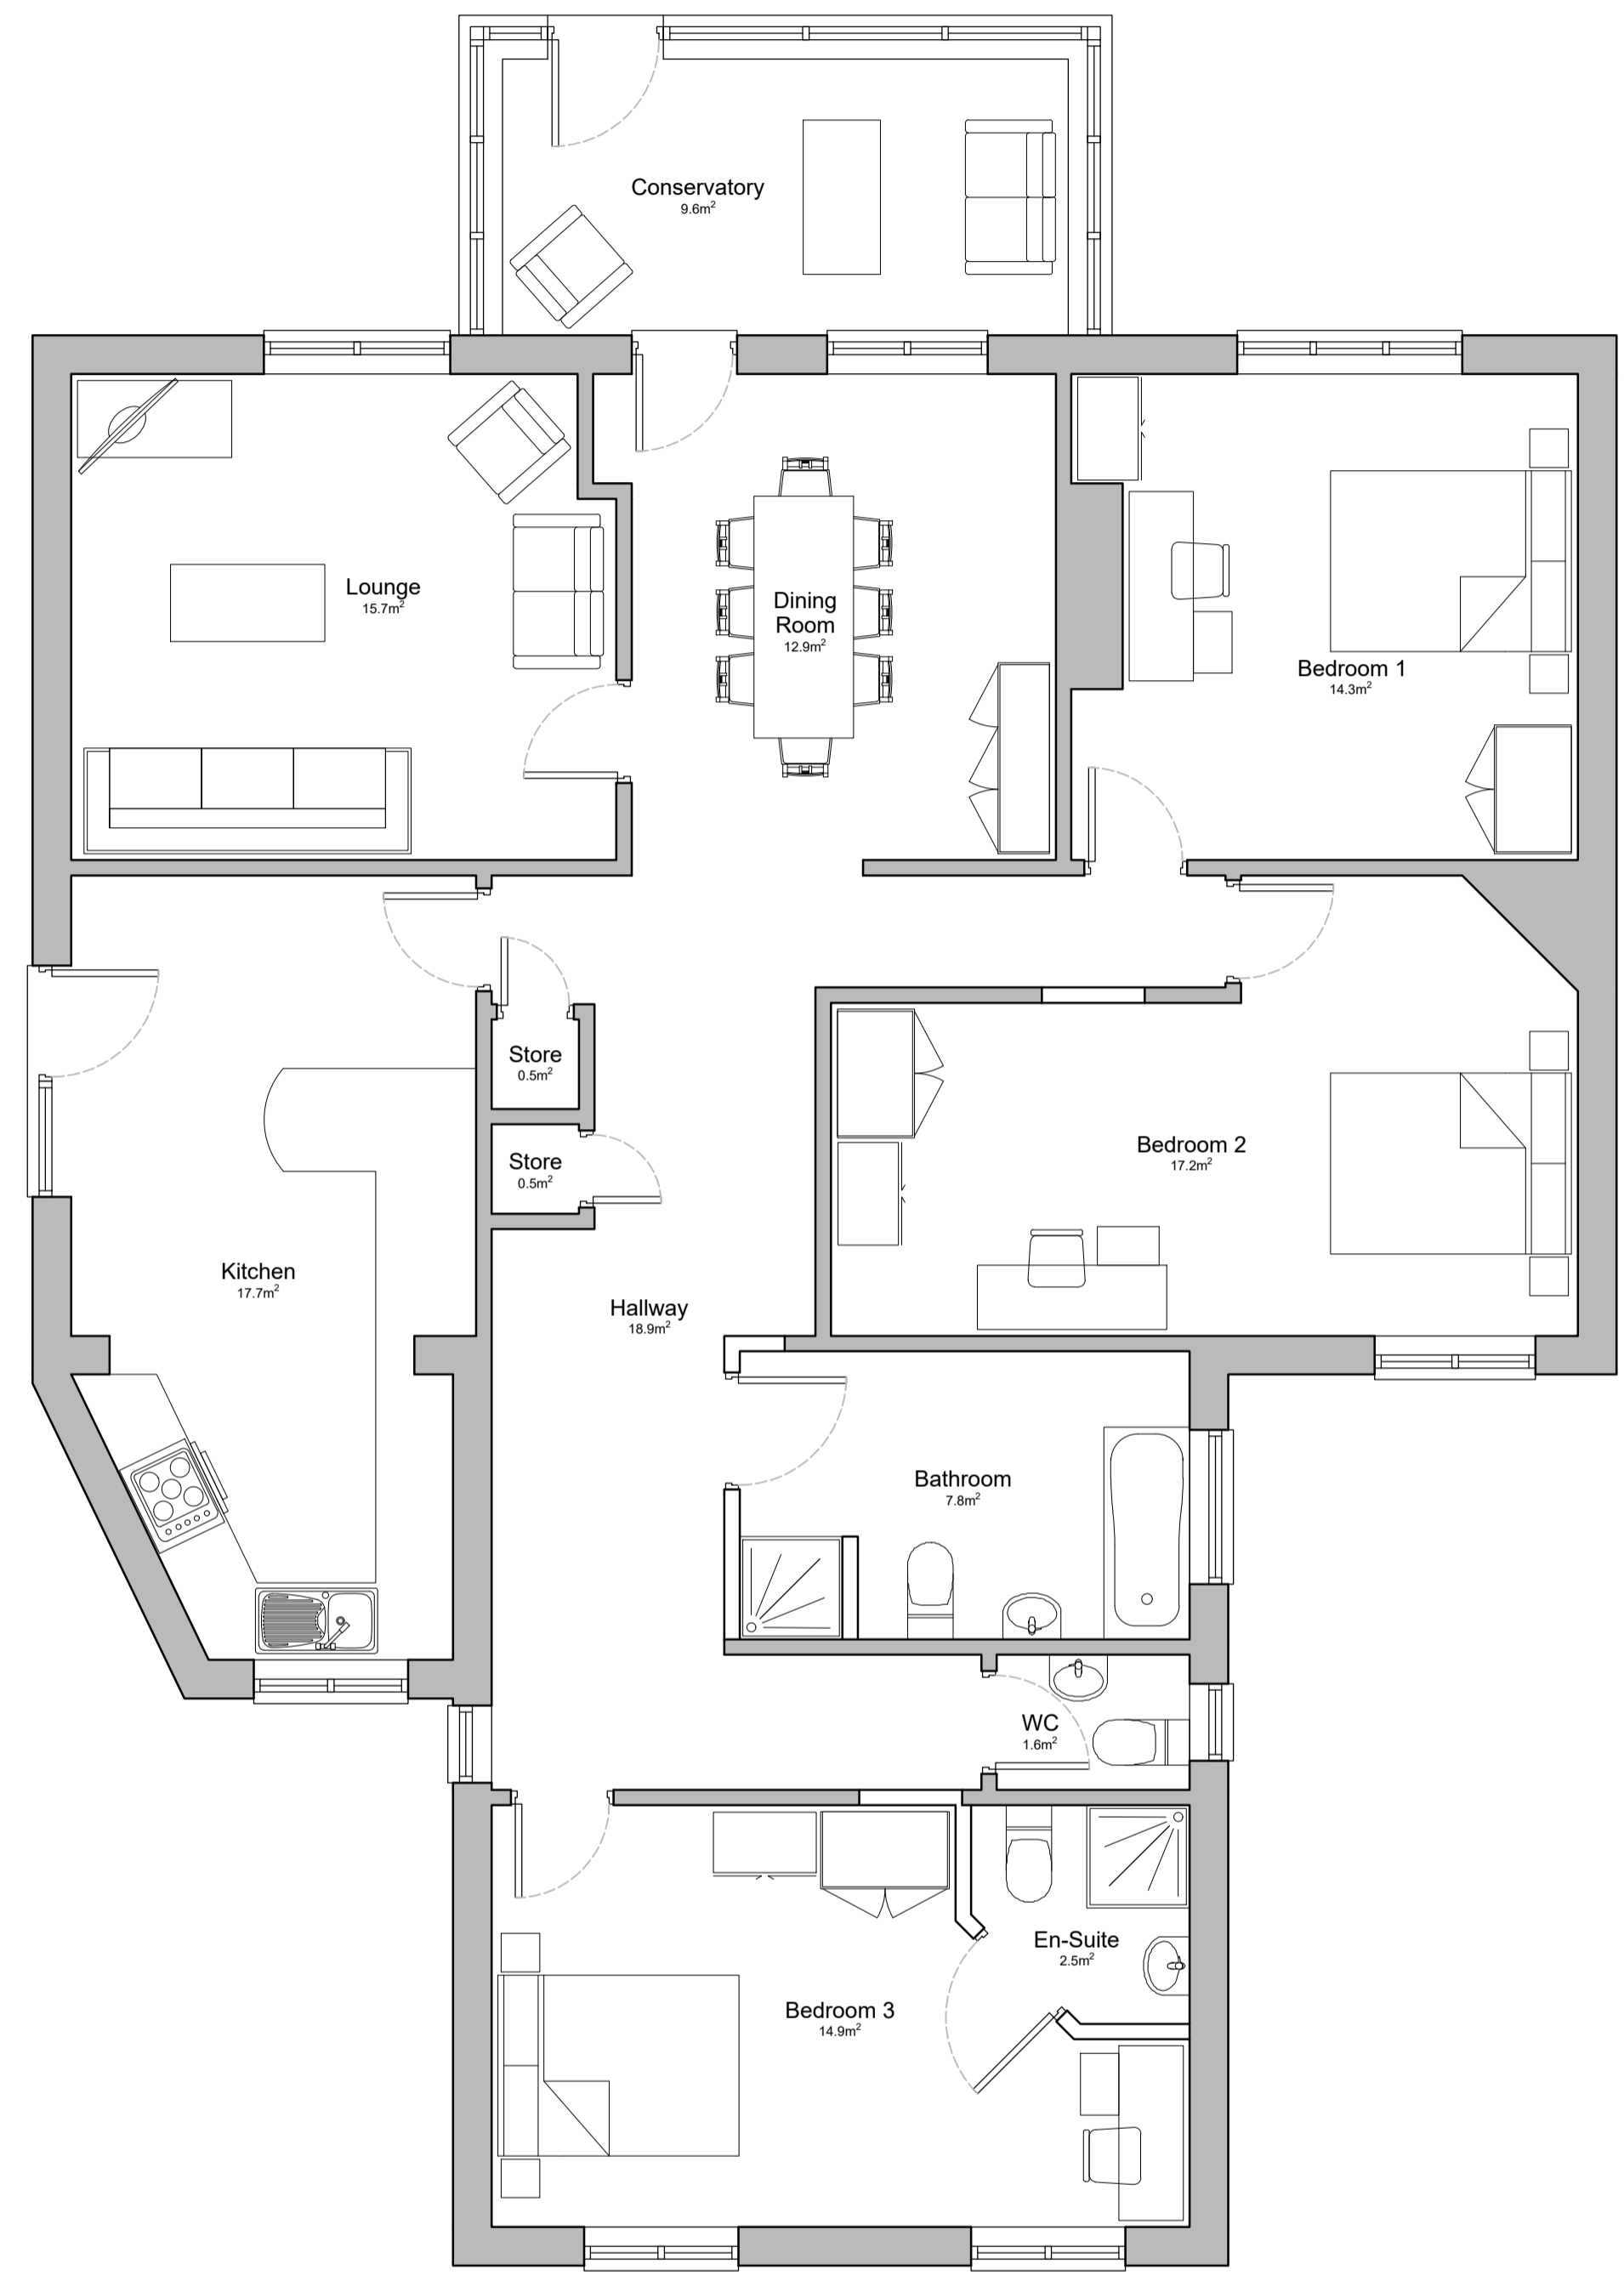 Conservatory
9.6m²
Lounge
15.7m²
Dining
Room
12.9m²
Bedroom 1
14.3m²
Store
0.5m²
Store
0.5m²
Bedroom 2
17.2m²
Kitchen
17.7m²
Hallway
18.9m²
Bathroom
7.8m²
WC
1.6m²
En-Suite
2.5m²
Bedroom 3
14.9m²